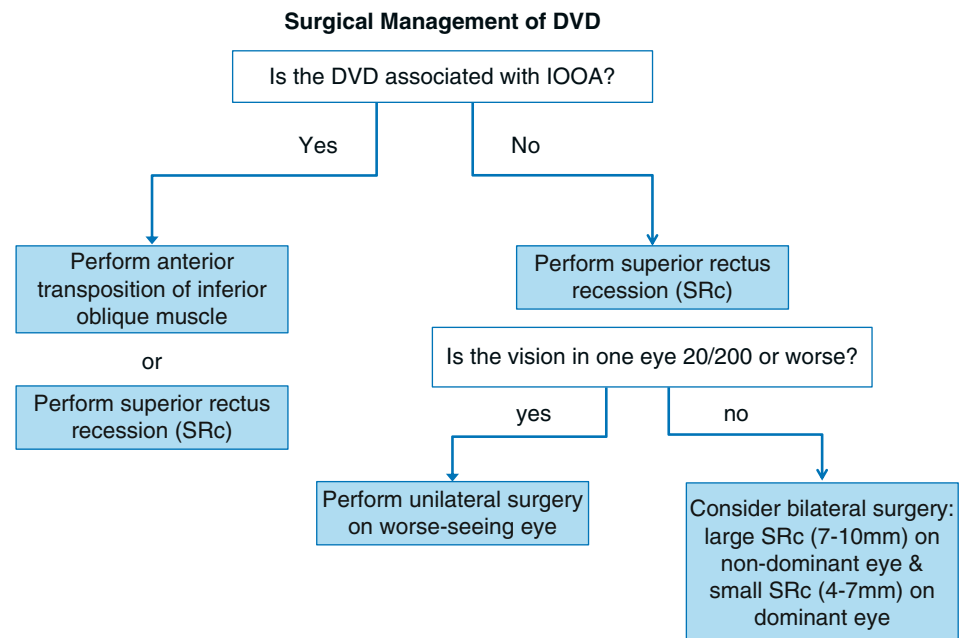 Surgical Management of DVD
Is the DVD associated with IOOA?
Yes
No
Perform anterior
transposition of inferior
oblique muscle
or
Perform superior rectus
recession (SRc)
Perform superior rectus
recession (SRc)
Is the vision in one eye 20/200 or worse?
yes
no
Perform unilateral surgery
on worse-seeing eye
Consider bilateral surgery:
large SRc (7-10mm) on
non-dominant eye &
small SRc (4-7mm) on
dominant eye